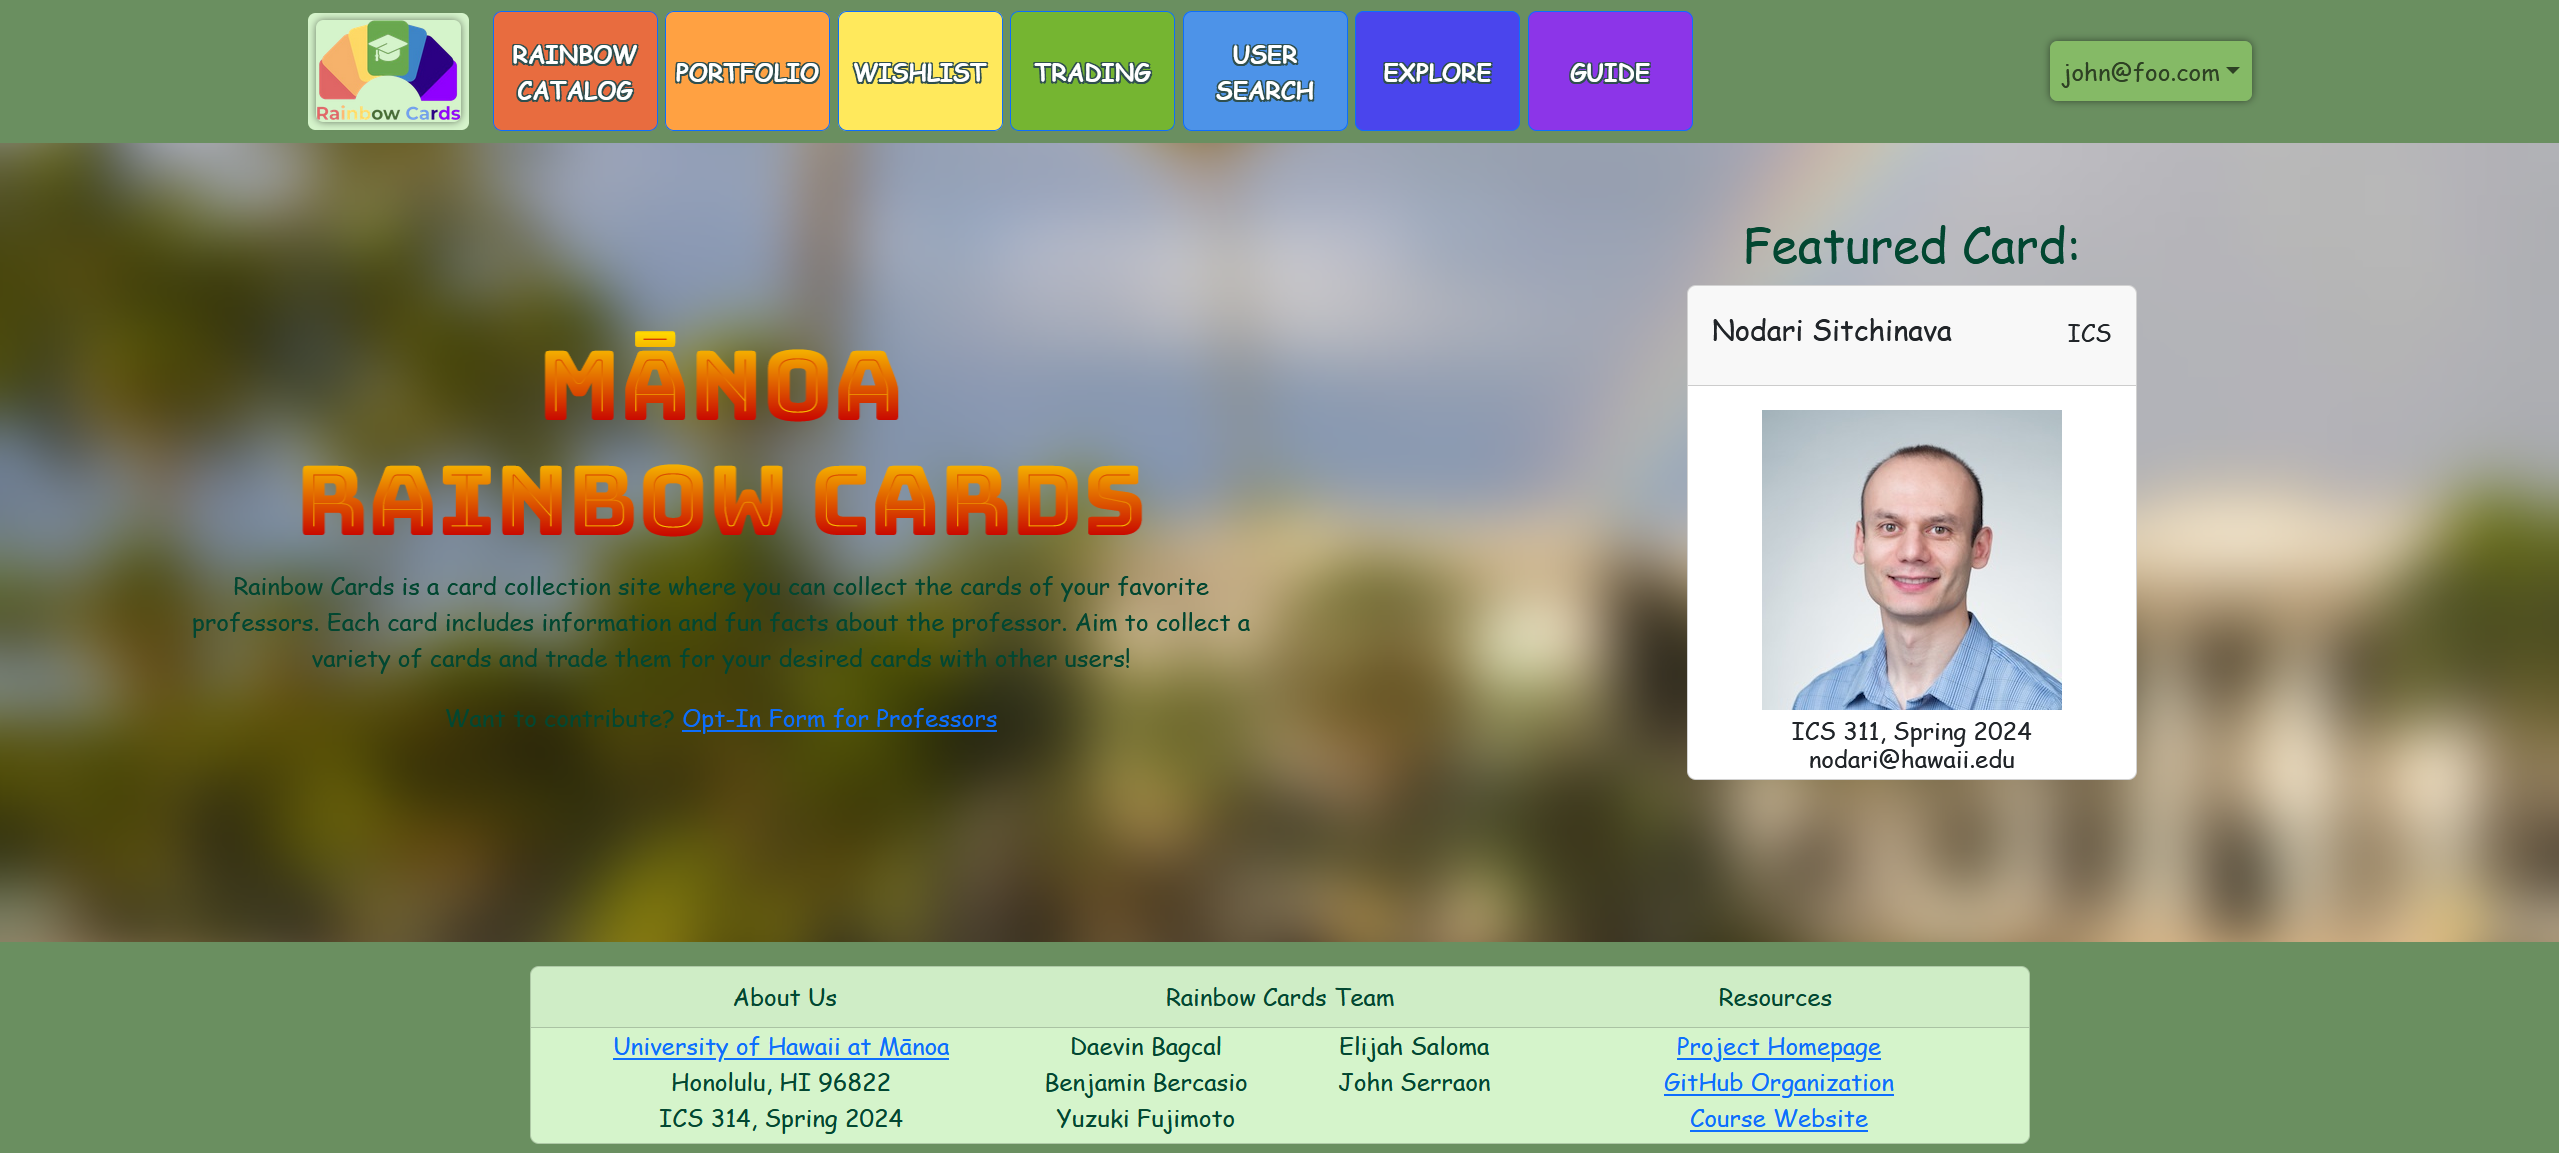 Rainbow Cards
RAINBOW
CATALOG
PORTFOLIO
WISHLIST
TRADING
USER
SEARCH
EXPLORE
GUIDE
john@foo.com
MĀNOA
RAINBOW CARDS
Rainbow Cards is a card collection site where you can collect the cards of your favorite
professors. Each card includes information and fun facts about the professor. Aim to collect a
variety of cards and trade them for your desired cards with other users!
Want to contribute? Opt-In Form for Professors
Featured Card:
Nodari Sitchinava ICS
ICS 311, Spring 2024
nodari@hawaii.edu
About Us
University of Hawaii at Mānoa
Honolulu, HI 96822
ICS 314, Spring 2024
Rainbow Cards Team
Daevin Bagcal
Benjamin Bercasio
Yuzuki Fujimoto
Elijah Saloma
John Serraon
Resources
Project Homepage
GitHub Organization
Course Website